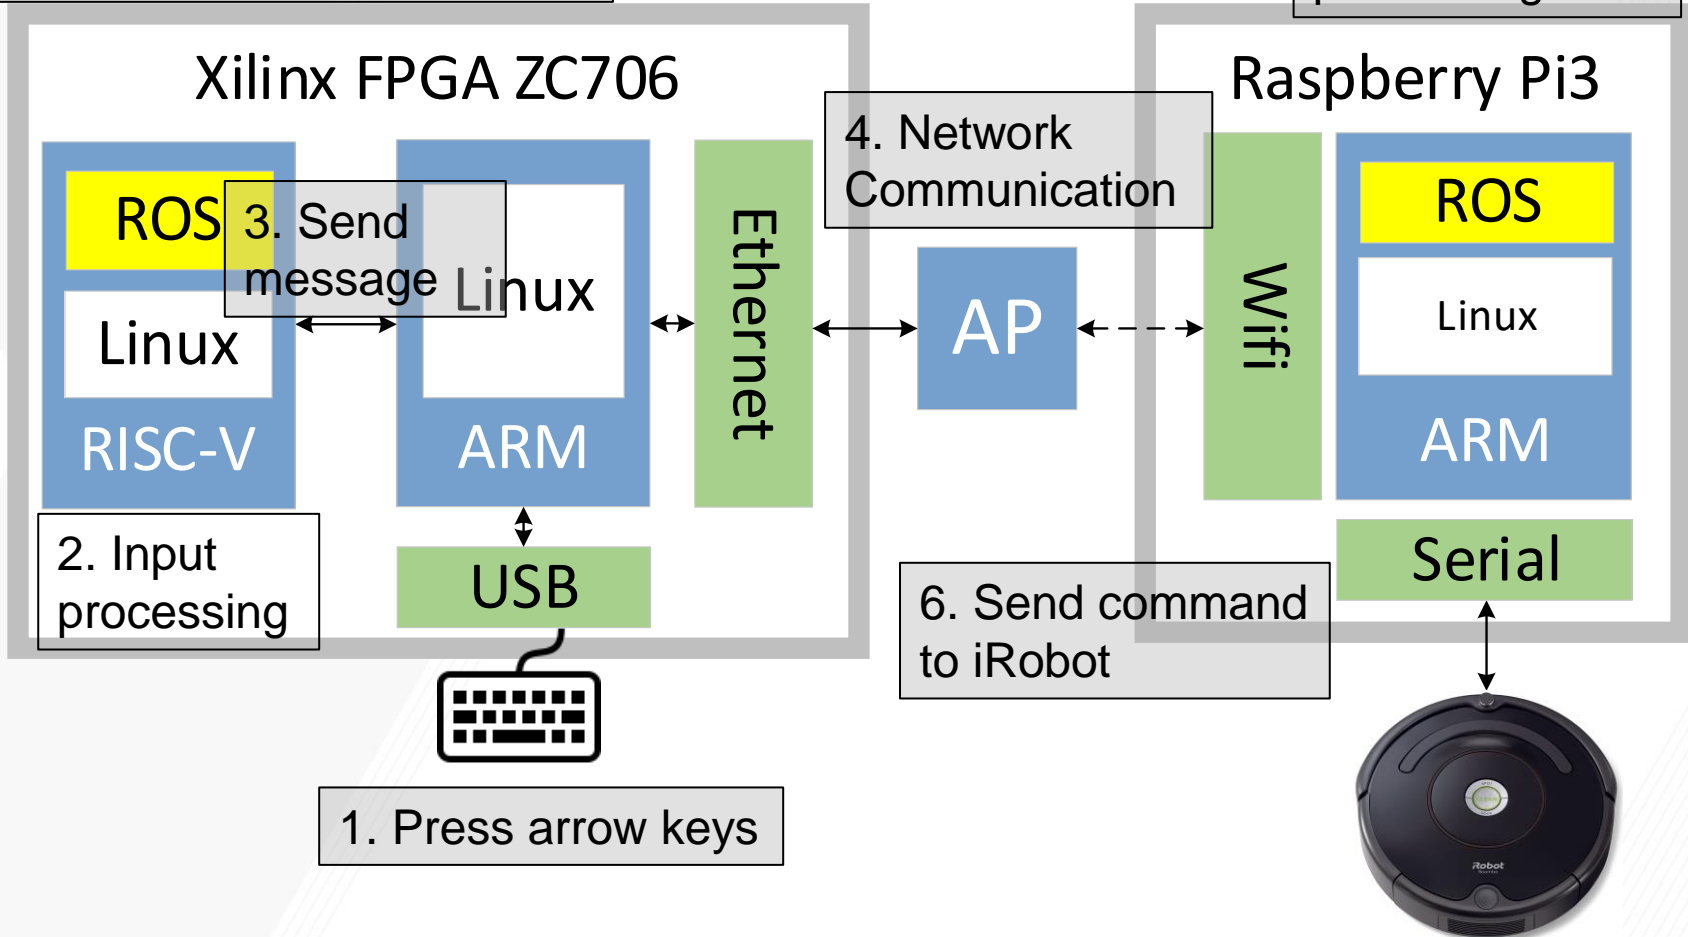 Xilinx FPGA ZC706
ROS
Linux
RISC-V
3. Send
message
Linux
ARM
Ethernet
USB
2. Input
processing
1. Press arrow keys
4. Network
Communication
AP
Raspberry Pi3
Wifi
ROS
Linux
ARM
Serial
6. Send command
to iRobot
iRobot